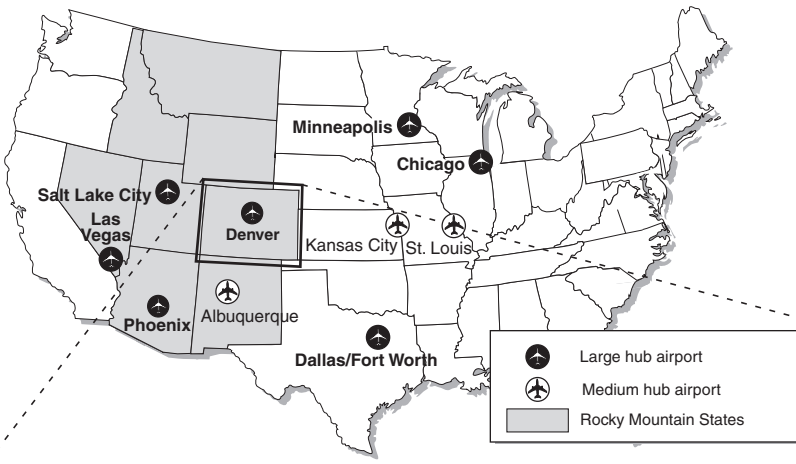 Minneapolis
Chicago
Salt Lake City
Las
Vegas
Denver
Kansas City
St. Louis
Albuquerque
Phoenix
Dallas/Fort Worth
Large hub airport
Medium hub airport
Rocky Mountain States